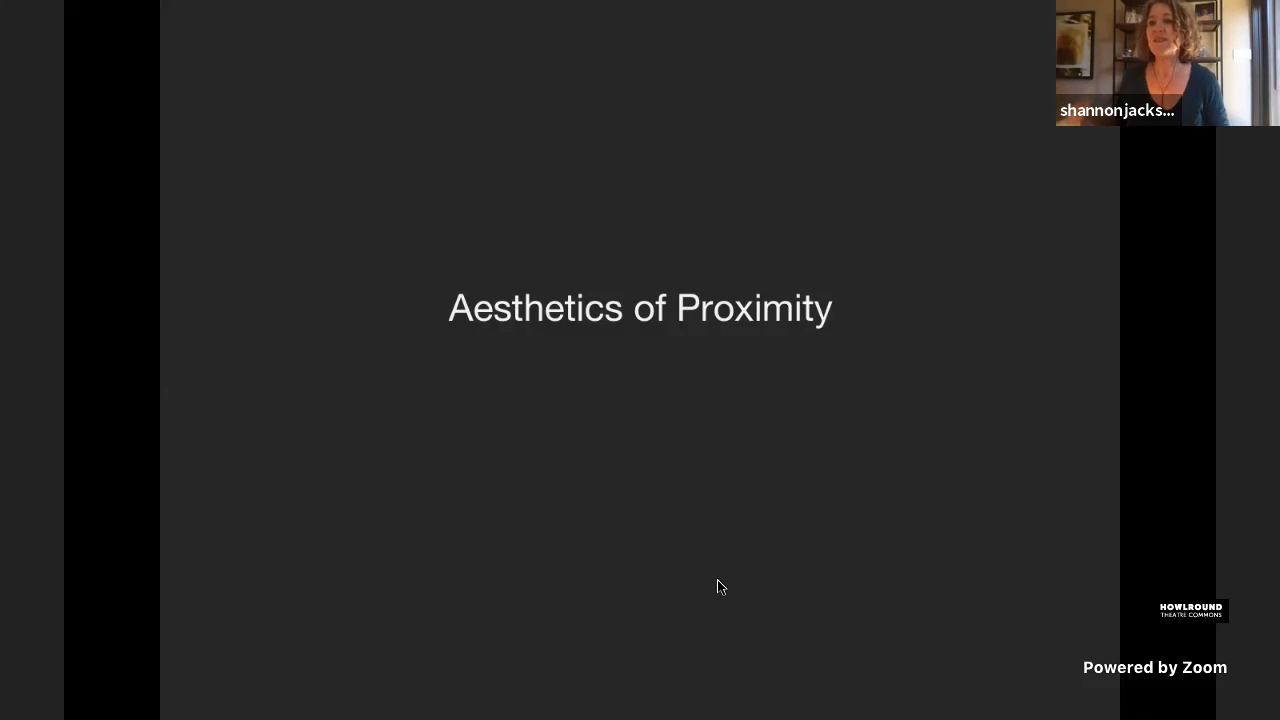 shannonjacks...
Aesthetics of Proximity
HOWLROUND
THEATRE COMMONS
Powered by Zoom